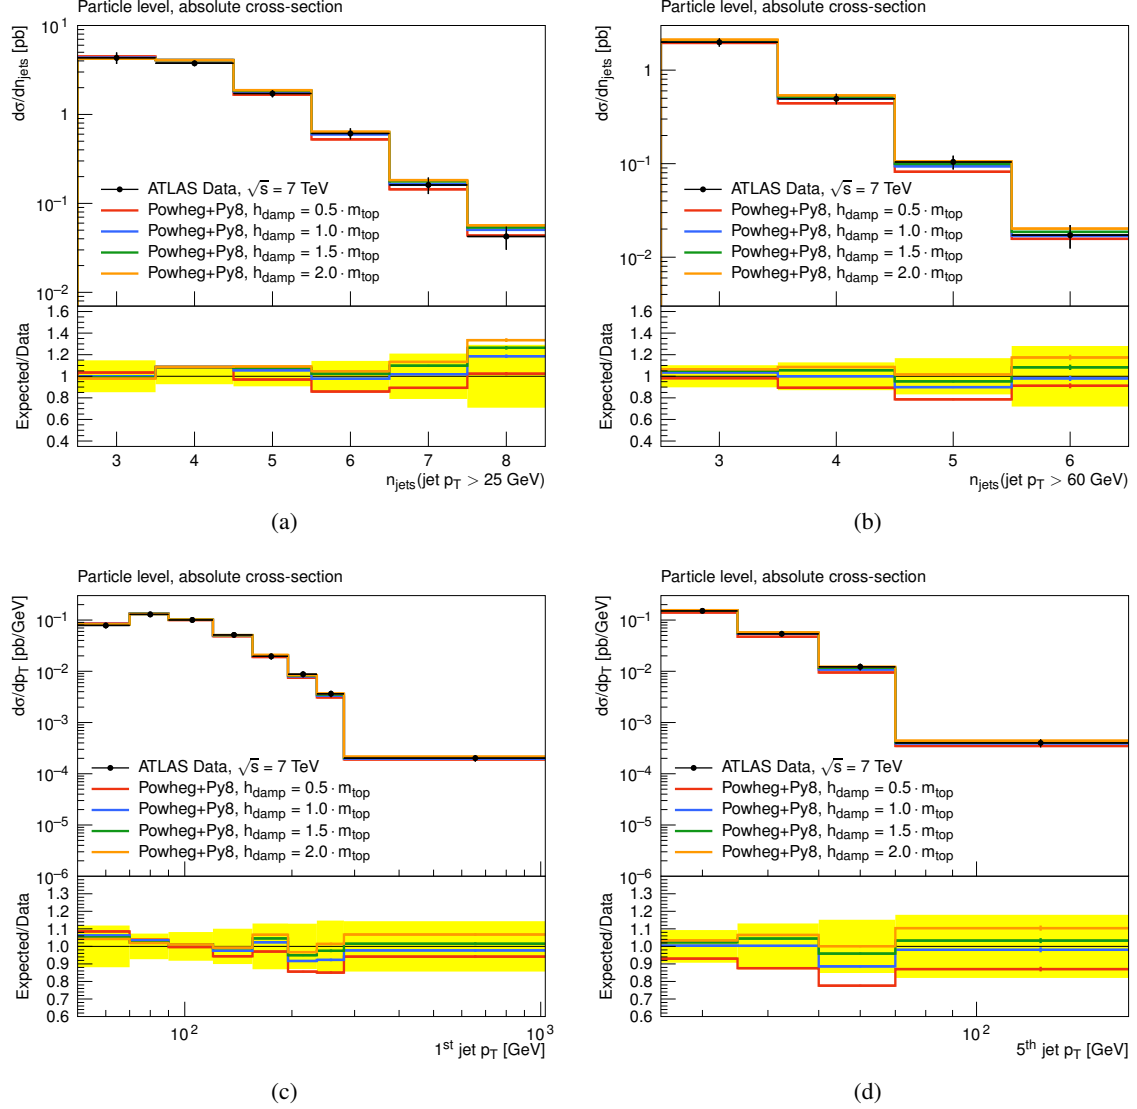 Particle level, absolute cross-section
dσ/dn_jets [pb]
10^1
1
10^−1
10^−2
ATLAS Data, √s = 7 TeV
Powheg+Py8, h_damp = 0.5 · m_top
Powheg+Py8, h_damp = 1.0 · m_top
Powheg+Py8, h_damp = 1.5 · m_top
Powheg+Py8, h_damp = 2.0 · m_top
Expected/Data
1.6
1.4
1.2
1
0.8
0.6
0.4
3 4 5 6 7 8
n_jets(jet p_T > 25 GeV)
(a)
Particle level, absolute cross-section
dσ/dn_jets [pb]
1
10^−1
10^−2
ATLAS Data, √s = 7 TeV
Powheg+Py8, h_damp = 0.5 · m_top
Powheg+Py8, h_damp = 1.0 · m_top
Powheg+Py8, h_damp = 1.5 · m_top
Powheg+Py8, h_damp = 2.0 · m_top
Expected/Data
1.6
1.4
1.2
1
0.8
0.6
0.4
3 4 5 6
n_jets(jet p_T > 60 GeV)
(b)
Particle level, absolute cross-section
dσ/dp_T [pb/GeV]
10^−1
10^−2
10^−3
10^−4
10^−5
10^−6
ATLAS Data, √s = 7 TeV
Powheg+Py8, h_damp = 0.5 · m_top
Powheg+Py8, h_damp = 1.0 · m_top
Powheg+Py8, h_damp = 1.5 · m_top
Powheg+Py8, h_damp = 2.0 · m_top
Expected/Data
1.3
1.2
1.1
1.0
0.9
0.8
0.7
0.6
10^2 10^3
1^st jet p_T [GeV]
(c)
Particle level, absolute cross-section
dσ/dp_T [pb/GeV]
10^−1
10^−2
10^−3
10^−4
10^−5
10^−6
ATLAS Data, √s = 7 TeV
Powheg+Py8, h_damp = 0.5 · m_top
Powheg+Py8, h_damp = 1.0 · m_top
Powheg+Py8, h_damp = 1.5 · m_top
Powheg+Py8, h_damp = 2.0 · m_top
Expected/Data
1.3
1.2
1.1
1.0
0.9
0.8
0.7
0.6
10^2
5^th jet p_T [GeV]
(d)